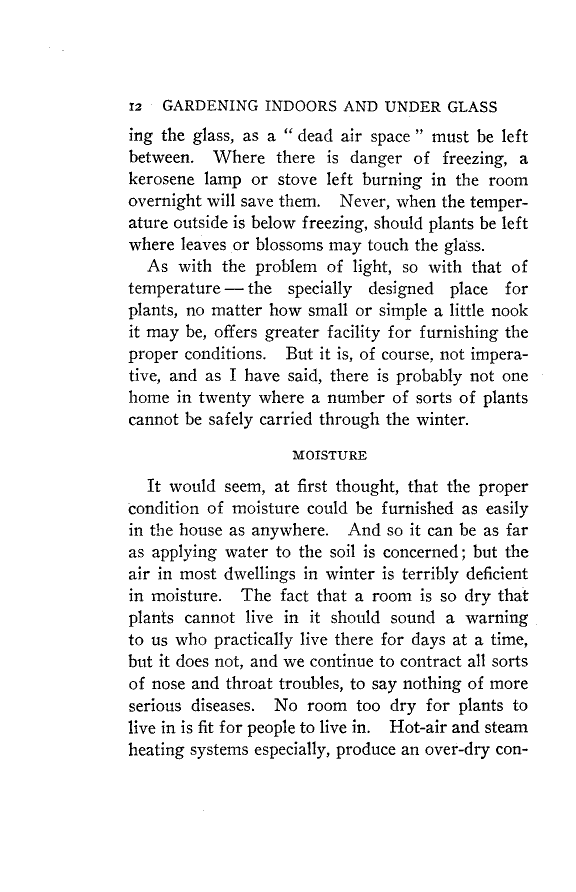 12 GARDENING INDOORS AND UNDER GLASS
ing the glass, as a “ dead air space ” must be left
between. Where there is danger of freezing, a
kerosene lamp or stove left burning in the room
overnight will save them. Never, when the temper-
ature outside is below freezing, should plants be left
where leaves or blossoms may touch the glass.
As with the problem of light, so with that of
temperature — the specially designed place for
plants, no matter how small or simple a little nook
it may be, offers greater facility for furnishing the
proper conditions. But it is, of course, not impera-
tive, and as I have said, there is probably not one
home in twenty where a number of sorts of plants
cannot be safely carried through the winter.
MOISTURE
It would seem, at first thought, that the proper
condition of moisture could be furnished as easily
in the house as anywhere. And so it can be as far
as applying water to the soil is concerned; but the
air in most dwellings in winter is terribly deficient
in moisture. The fact that a room is so dry that
plants cannot live in it should sound a warning
to us who practically live there for days at a time,
but it does not, and we continue to contract all sorts
of nose and throat troubles, to say nothing of more
serious diseases. No room too dry for plants to
live in is fit for people to live in. Hot-air and steam
heating systems especially, produce an over-dry con-